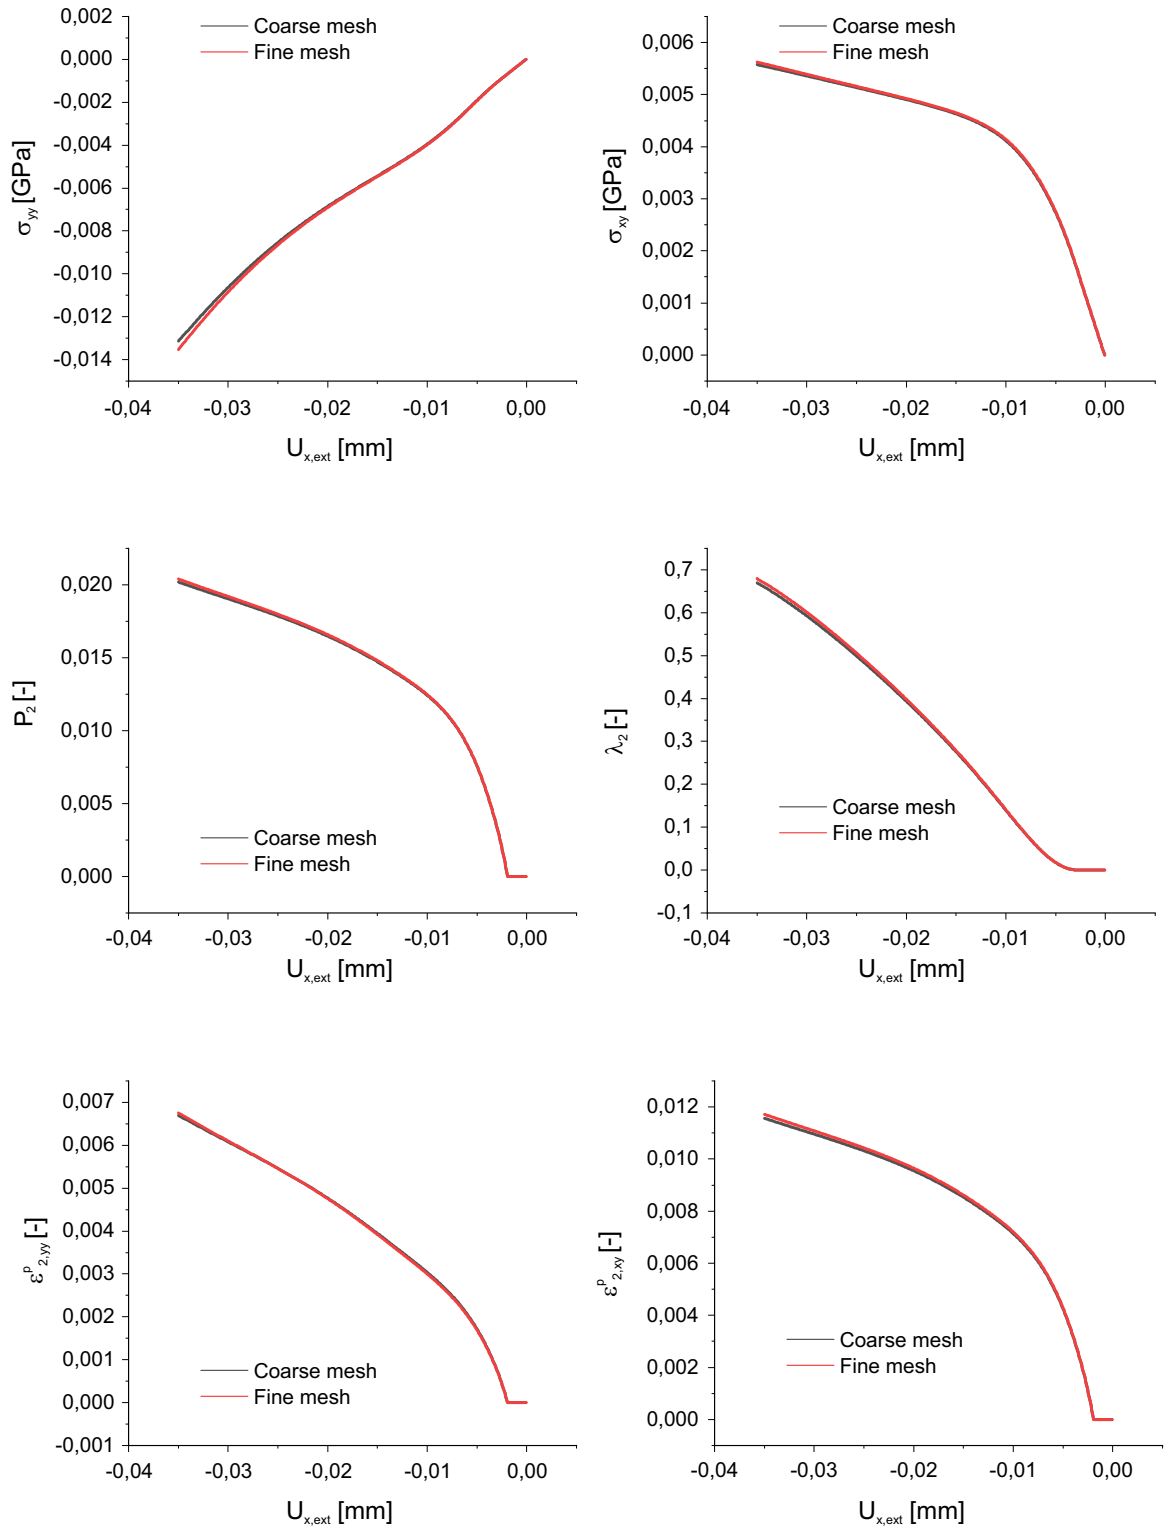 0,002
0,000
-0,002
-0,004
-0,006
-0,008
-0,010
-0,012
-0,014
σyy [GPa]
Coarse mesh
Fine mesh
-0,04 -0,03 -0,02 -0,01 0,00
Ux,ext [mm]
0,006
0,005
0,004
0,003
0,002
0,001
0,000
σxy [GPa]
Coarse mesh
Fine mesh
-0,04 -0,03 -0,02 -0,01 0,00
Ux,ext [mm]
0,020
0,015
0,010
0,005
0,000
P2 [-]
Coarse mesh
Fine mesh
-0,04 -0,03 -0,02 -0,01 0,00
Ux,ext [mm]
0,7
0,6
0,5
0,4
0,3
0,2
0,1
0,0
-0,1
λ2 [-]
Coarse mesh
Fine mesh
-0,04 -0,03 -0,02 -0,01 0,00
Ux,ext [mm]
0,007
0,006
0,005
0,004
0,003
0,002
0,001
0,000
-0,001
εp2,yy [-]
Coarse mesh
Fine mesh
-0,04 -0,03 -0,02 -0,01 0,00
Ux,ext [mm]
0,012
0,010
0,008
0,006
0,004
0,002
0,000
εp2,xy [-]
Coarse mesh
Fine mesh
-0,04 -0,03 -0,02 -0,01 0,00
Ux,ext [mm]